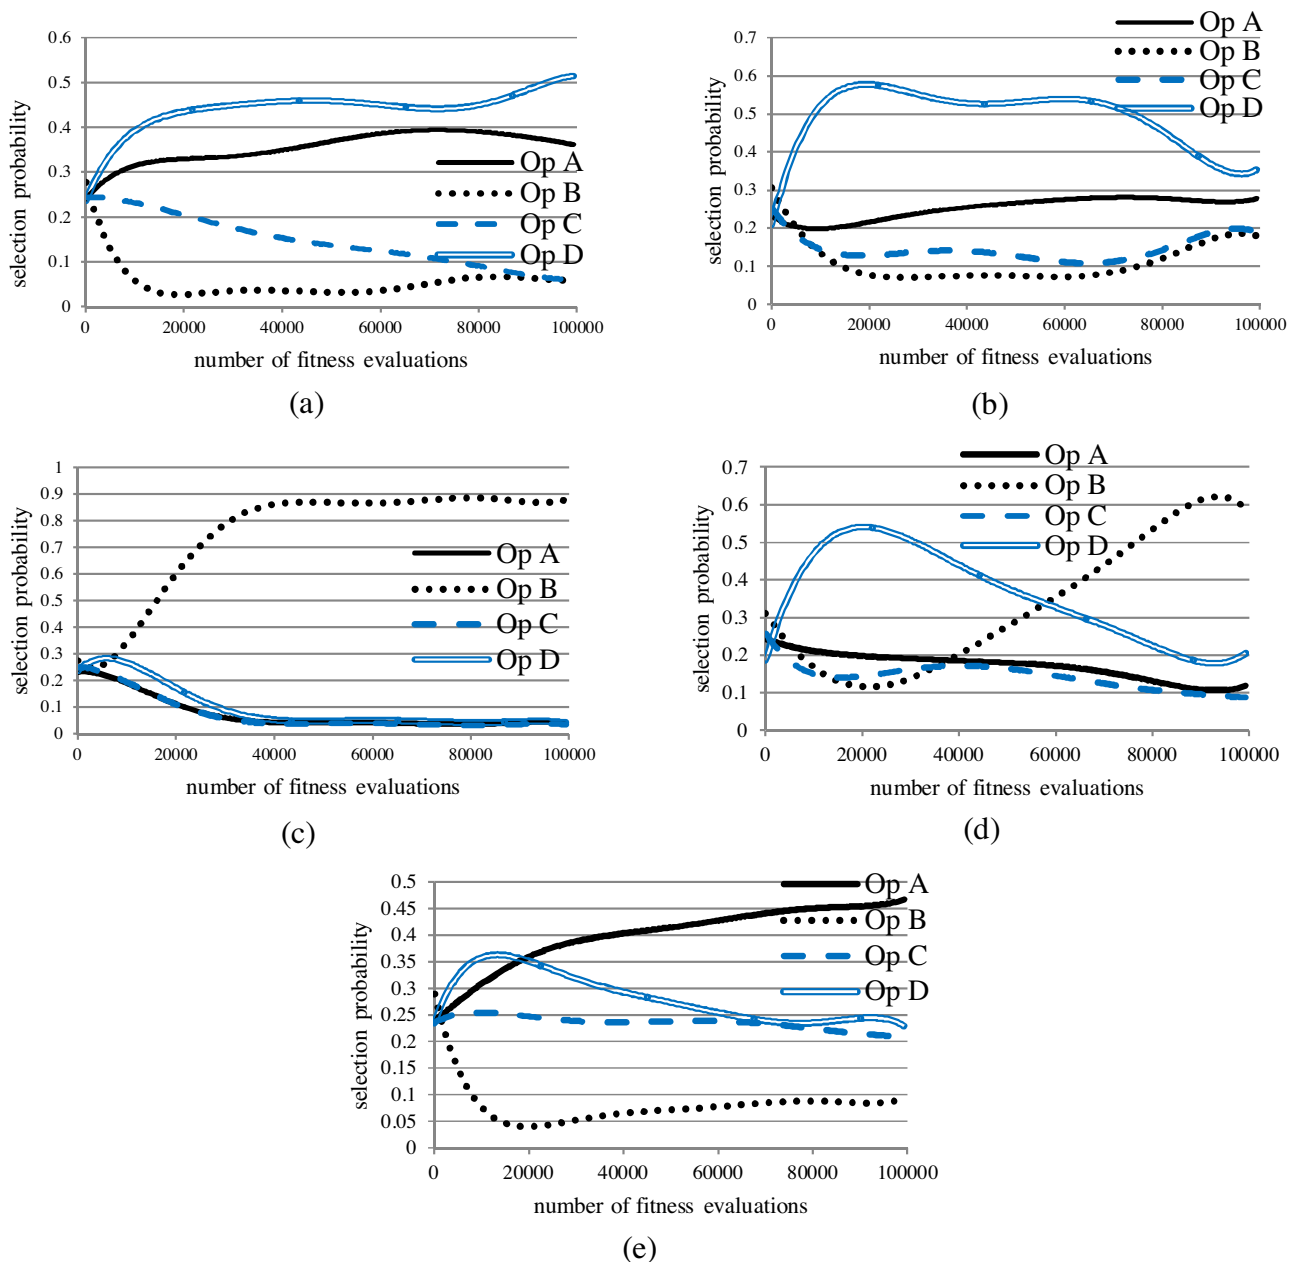 0.6
0.5
0.4
0.3
0.2
0.1
0
selection probability
Op A
Op B
Op C
Op D
0 20000 40000 60000 80000 100000
number of fitness evaluations
(a)
0.7
0.6
0.5
0.4
0.3
0.2
0.1
0
selection probability
Op A
Op B
Op C
Op D
0 20000 40000 60000 80000 100000
number of fitness evaluations
(b)
1
0.9
0.8
0.7
0.6
0.5
0.4
0.3
0.2
0.1
0
selection probability
Op A
Op B
Op C
Op D
0 20000 40000 60000 80000 100000
number of fitness evaluations
(c)
0.7
0.6
0.5
0.4
0.3
0.2
0.1
0
selection probability
Op A
Op B
Op C
Op D
0 20000 40000 60000 80000 100000
number of fitness evaluations
(d)
0.5
0.45
0.4
0.35
0.3
0.25
0.2
0.15
0.1
0.05
0
selection probability
Op A
Op B
Op C
Op D
0 20000 40000 60000 80000 100000
number of fitness evaluations
(e)